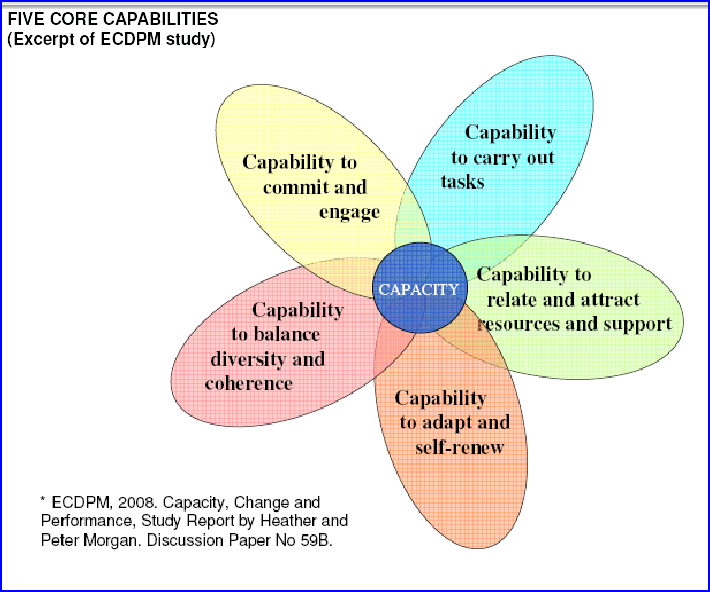 FIVE CORE CAPABILITIES
(Excerpt of ECDPM study)
Capability to
commit and
engage
Capability
to carry out
tasks
CAPACITY
Capability to
relate and attract
resources and support
Capability
to balance
diversity and
coherence
Capability
to adapt and
self-renew
* ECDPM, 2008. Capacity, Change and
Performance, Study Report by Heather and
Peter Morgan. Discussion Paper No 59B.